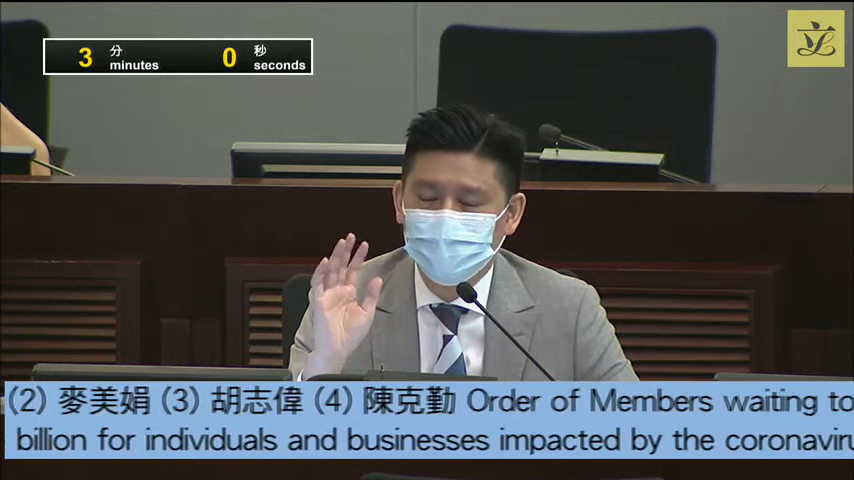 3 分 minutes 0 秒 seconds
(2) 麥美娟 (3) 胡志偉 (4) 陳克勤 Order of Members waiting to
billion for individuals and businesses impacted by the coronaviru